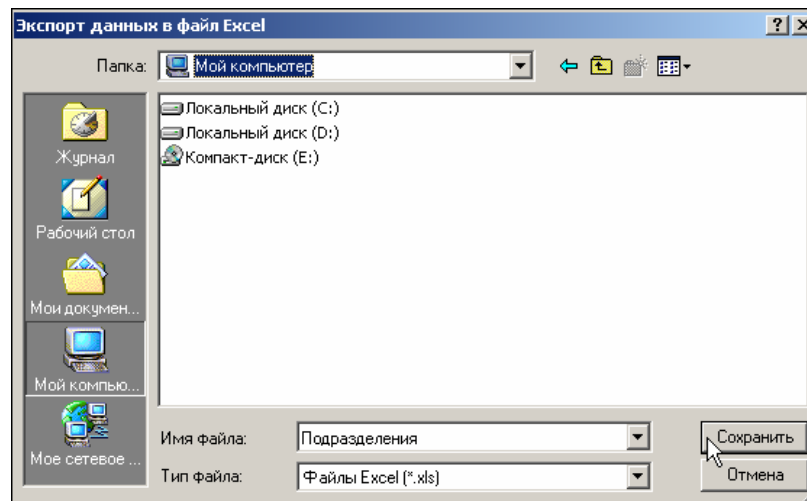 Экспорт данных в файл Excel
Папка: Мой компьютер
Журнал
Рабочий стол
Мои докумен...
Мой компью...
Мое сетевое ...
Локальный диск (C:)
Локальный диск (D:)
Компакт-диск (E:)
Имя файла: Подразделения
Сохранить
Тип файла: Файлы Excel (*.xls)
Отмена